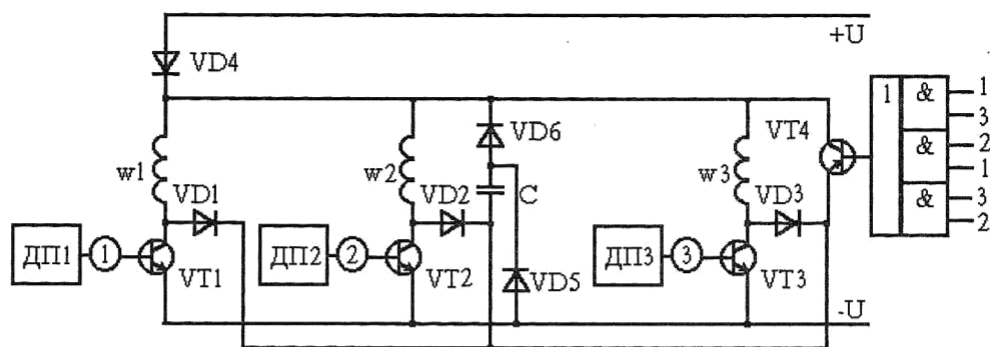 +U
VD4
1
&
1
3
VT4
&
2
1
&
3
2
w1
VD1
w2
VD2
VD6
C
w3
VD3
ДП1
1
VT1
ДП2
2
VT2
VD5
ДП3
3
VT3
-U